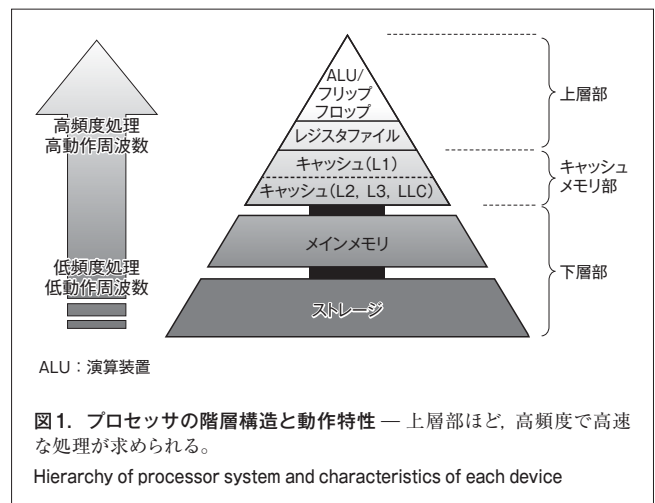 ALU/
フリップ
フロップ
レジスタファイル
キャッシュ(L1)
キャッシュ(L2, L3, LLC)
メインメモリ
ストレージ
高頻度処理
高動作周波数
低頻度処理
低動作周波数
上層部
キャッシュ
メモリ部
下層部
ALU：演算装置
図1. プロセッサの階層構造と動作特性 — 上層部ほど, 高頻度で高速
な処理が求められる。
Hierarchy of processor system and characteristics of each device